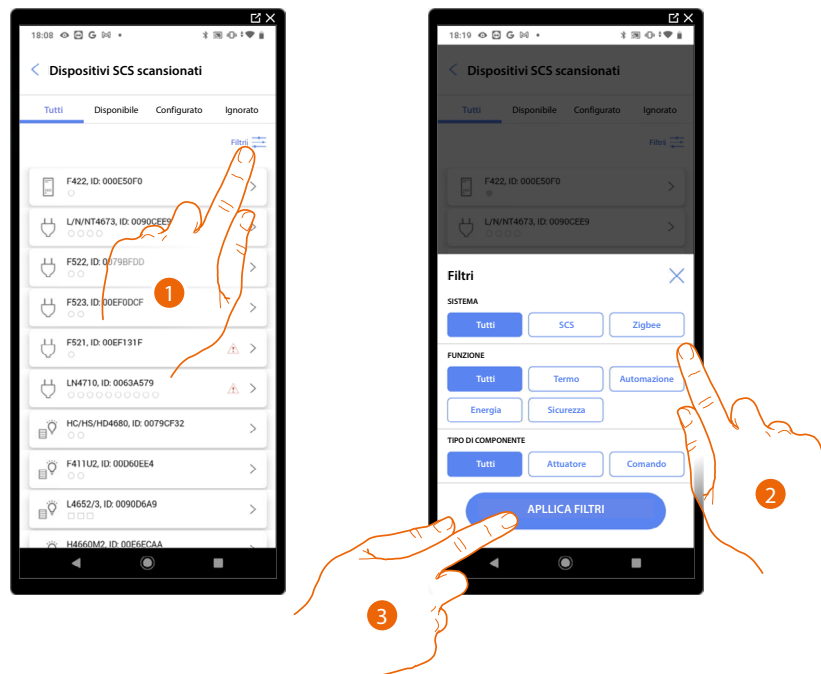 18:08
Dispositivi SCS scansionati
Tutti Disponibile Configurato Ignorato
Filtri
F422, ID: 000E50F0
L/N/NT4673, ID: 0090CEE9
F522, ID: 0079BFDD
F523, ID: 00EF0DCF
F521, ID: 00EF131F
LN4710, ID: 0063A579
HC/HS/HD4680, ID: 0079CF32
F411U2, ID: 00D60EE4
L4652/3, ID: 0090D6A9
H4660M2, ID: 00E6ECAA
1
18:19
Dispositivi SCS scansionati
Tutti Disponibile Configurato Ignorato
Filtri
F422, ID: 000E50F0
L/N/NT4673, ID: 0090CEE9
Filtri
SISTEMA
Tutti SCS Zigbee
FUNZIONE
Tutti Termo Automazione
Energia Sicurezza
TIPO DI COMPONENTE
Tutti Attuatore Comando
APLLICA FILTRI
2
3